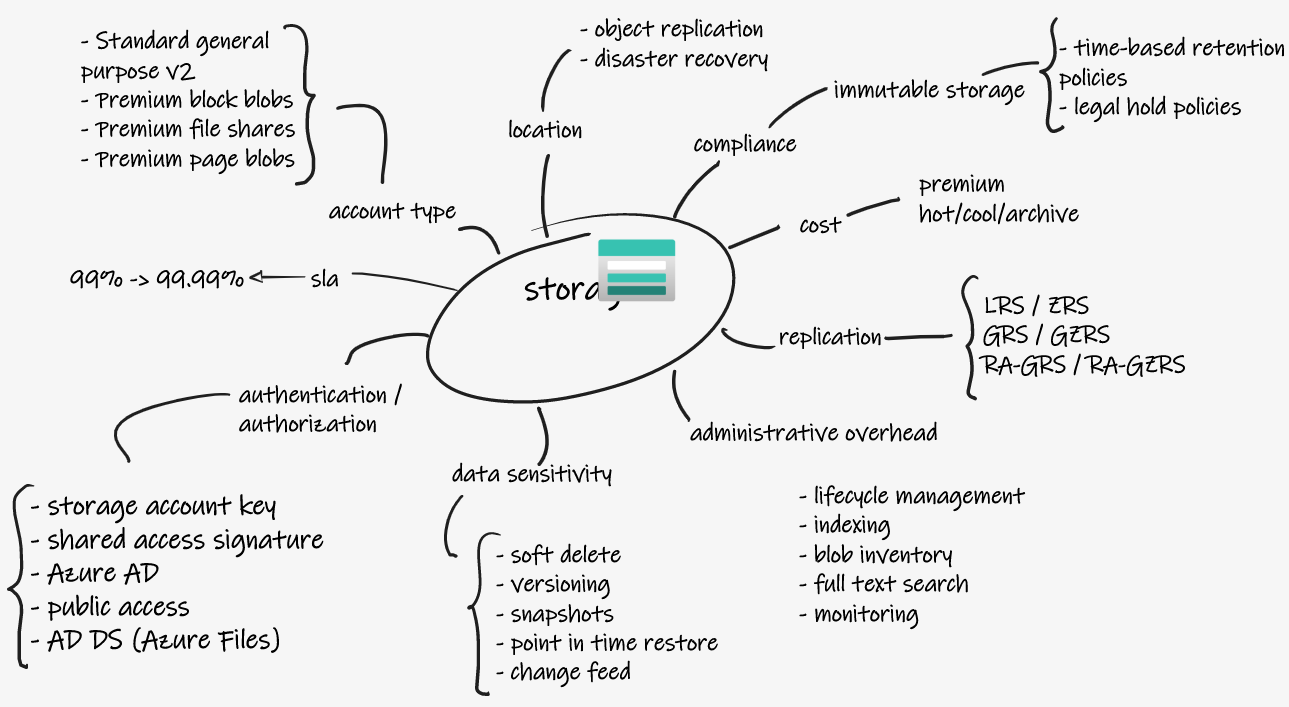 - Standard general
purpose v2
- Premium block blobs
- Premium file shares
- Premium page blobs
account type
- object replication
- disaster recovery
location
- time-based retention
policies
- legal hold policies
immutable storage
compliance
premium
hot/cool/archive
cost
99% -> 99.99%
sla
LRS / ZRS
GRS / GZRS
RA-GRS / RA-GZRS
replication
authentication /
authorization
- storage account key
- shared access signature
- Azure AD
- public access
- AD DS (Azure Files)
data sensitivity
- soft delete
- versioning
- snapshots
- point in time restore
- change feed
administrative overhead
- lifecycle management
- indexing
- blob inventory
- full text search
- monitoring